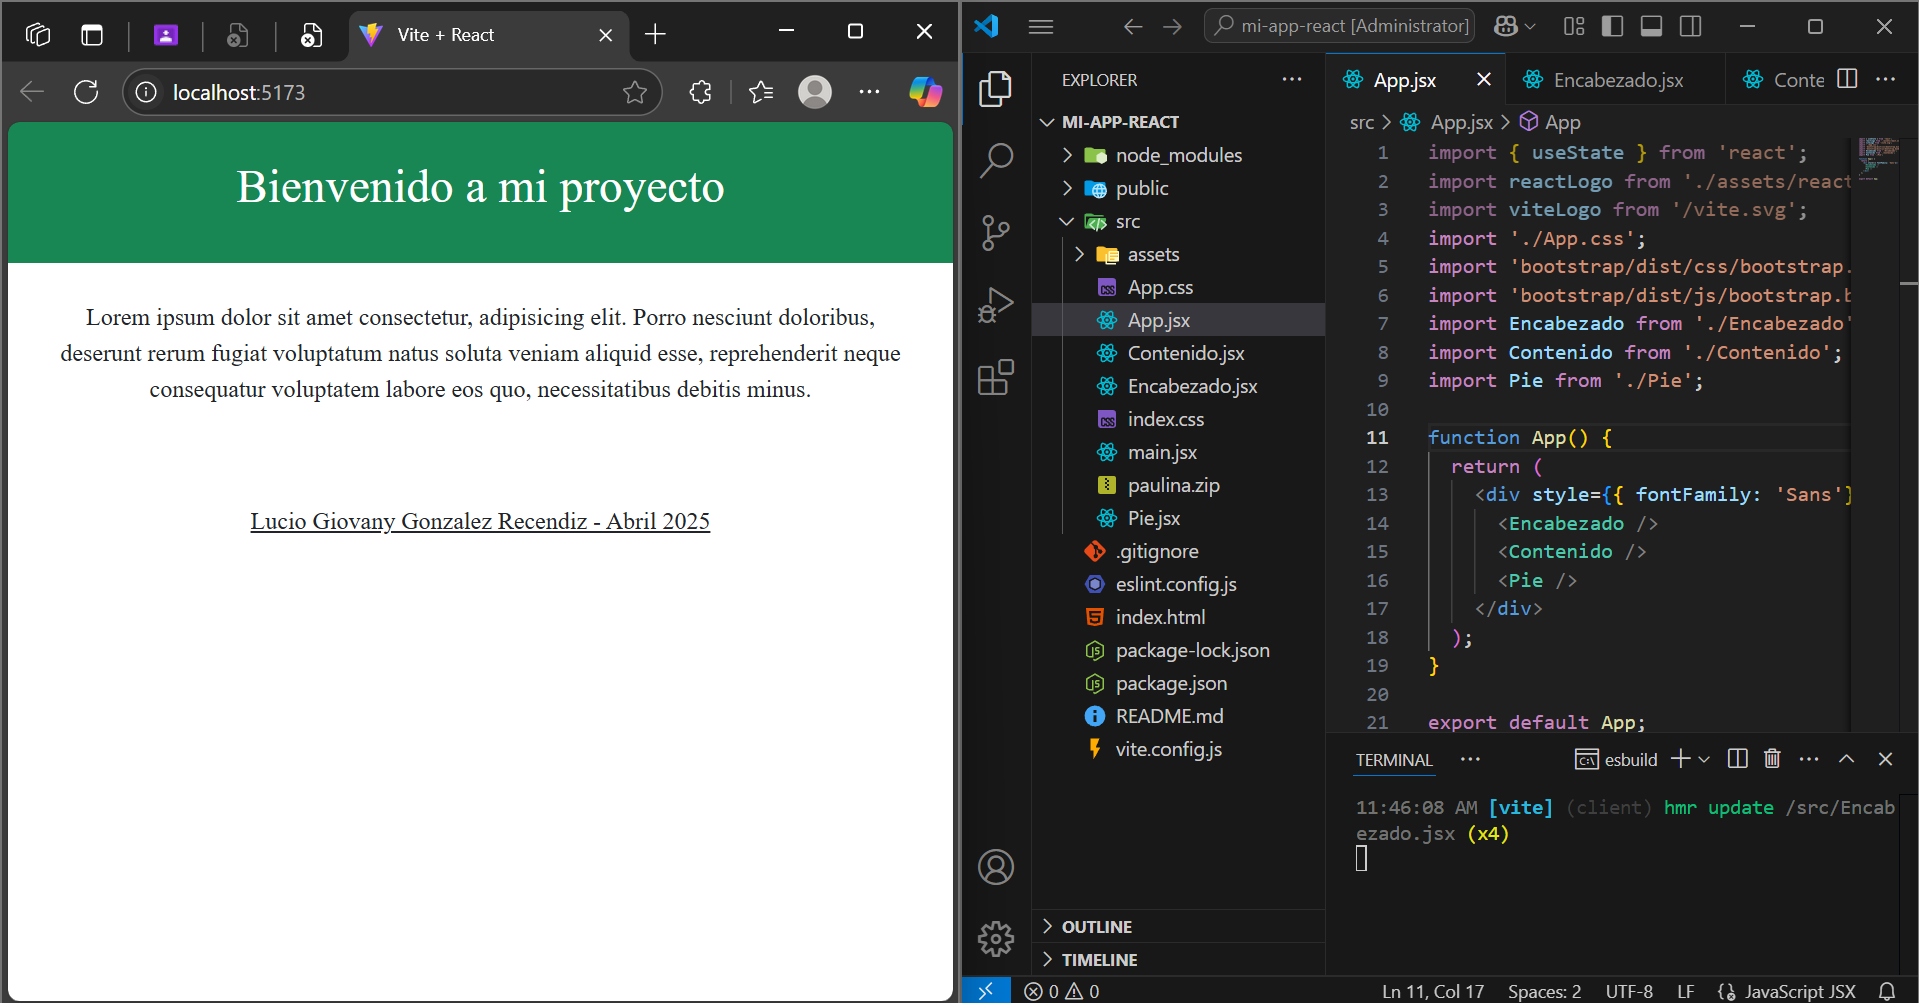 Vite + React
localhost:5173
Bienvenido a mi proyecto
Lorem ipsum dolor sit amet consectetur, adipisicing elit. Porro nesciunt doloribus,
deserunt rerum fugiat voluptatum natus soluta veniam aliquid esse, reprehenderit neque
consequatur voluptatem labore eos quo, necessitatibus debitis minus.
Lucio Giovany Gonzalez Recendiz - Abril 2025
mi-app-react [Administrator]
EXPLORER
MI-APP-REACT
node_modules
public
src
assets
App.css
App.jsx
Contenido.jsx
Encabezado.jsx
index.css
main.jsx
paulina.zip
Pie.jsx
.gitignore
eslint.config.js
index.html
package-lock.json
package.json
README.md
vite.config.js
OUTLINE
TIMELINE
App.jsx Encabezado.jsx Conte
src > App.jsx > App
1 import { useState } from 'react';
2 import reactLogo from './assets/react
3 import viteLogo from '/vite.svg';
4 import './App.css';
5 import 'bootstrap/dist/css/bootstrap.
6 import 'bootstrap/dist/js/bootstrap.b
7 import Encabezado from './Encabezado'
8 import Contenido from './Contenido';
9 import Pie from './Pie';
10
11 function App() {
12 return (
13 <div style={{ fontFamily: 'Sans'}
14 <Encabezado />
15 <Contenido />
16 <Pie />
17 </div>
18 );
19 }
20
21 export default App;
TERMINAL
esbuild
11:46:08 AM [vite] (client) hmr update /src/Encab
ezado.jsx (x4)
0 0
Ln 11, Col 17 Spaces: 2 UTF-8 LF JavaScript JSX